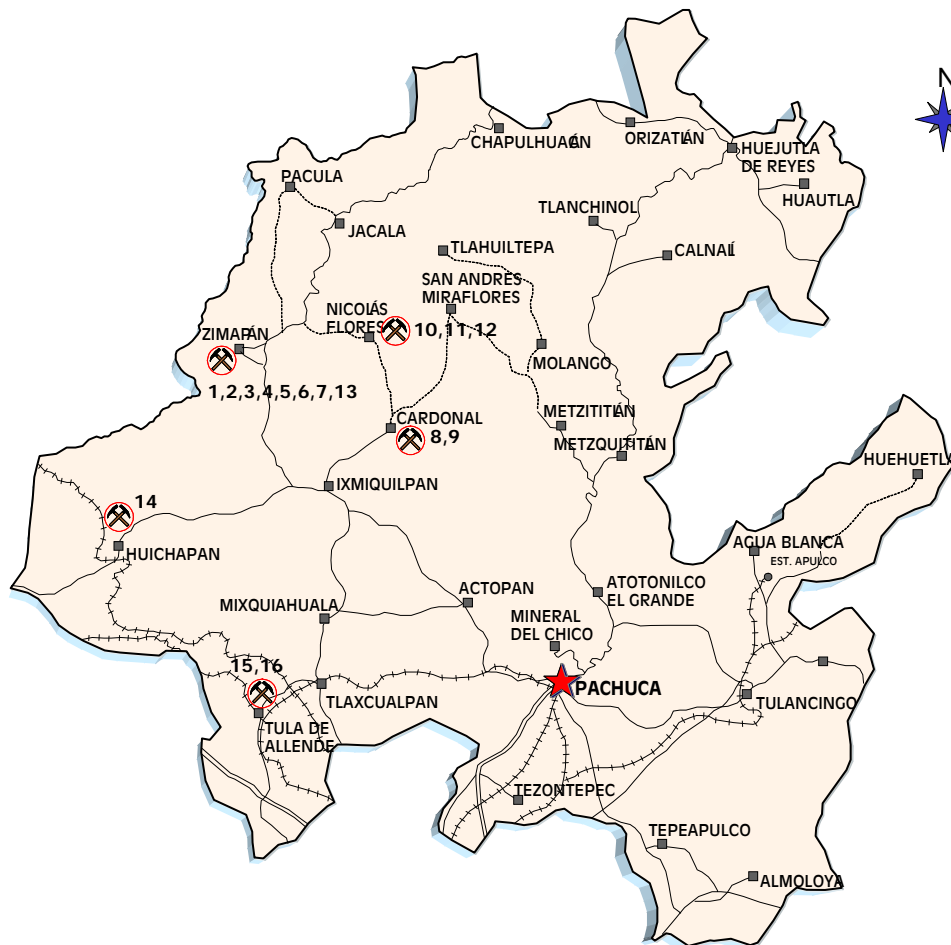 N
CHAPULHUACÁN
ORIZATLÁN
HUEJUTLA
DE REYES
PACULA
HUAUTLA
TLANCHINOL
JACALA
TLAHUILTEPA
CALNALÍ
SAN ANDRES
MIRAFLORES
NICOLÁS
FLORES
10,11,12
ZIMAPÁN
MOLANGO
1,2,3,4,5,6,7,13
CARDONAL
METZTITLÁN
8,9
METZQUITITLÁN
HUEHUETLA
IXMIQUILPAN
14
HUICHAPAN
AGUA BLANCA
EST. APULCO
ACTOPAN
ATOTONILCO
EL GRANDE
MIXQUIAHUALA
MINERAL
DEL CHICO
15,16
PACHUCA
TLAXCUALPAN
TULANCINGO
TULA DE
ALLENDE
TEZONTEPEC
TEPEAPULCO
ALMOLOYA